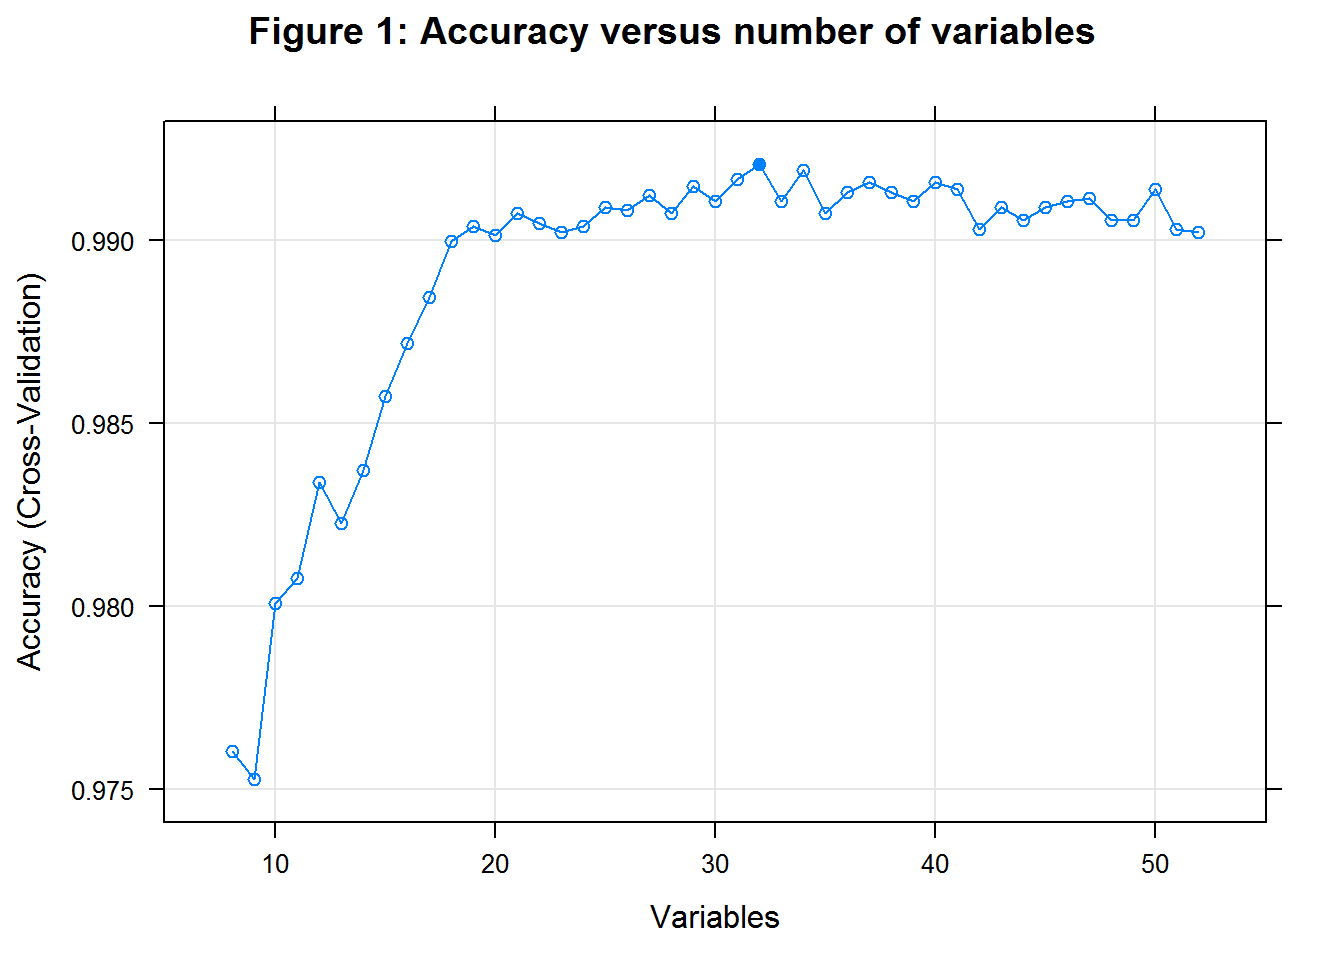 Figure 1: Accuracy versus number of variables
Accuracy (Cross-Validation)
0.990
0.985
0.980
0.975
10 20 30 40 50
Variables